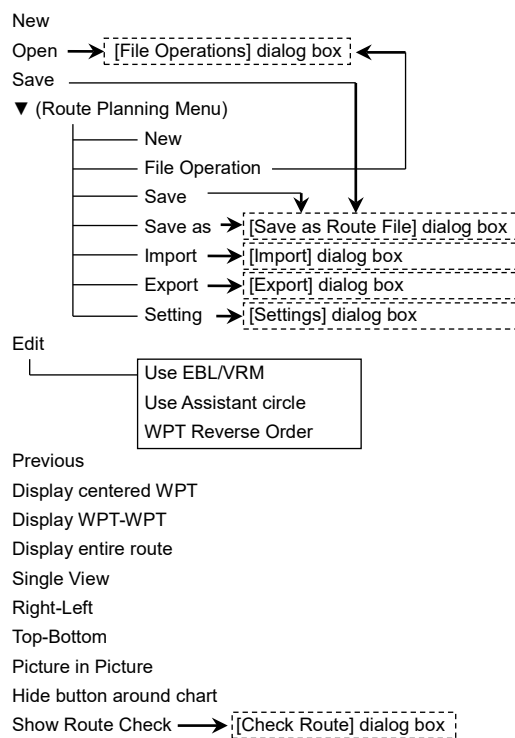 New
Open [File Operations] dialog box
Save
▼ (Route Planning Menu)
New
File Operation
Save
Save as [Save as Route File] dialog box
Import [Import] dialog box
Export [Export] dialog box
Setting [Settings] dialog box
Edit
Use EBL/VRM
Use Assistant circle
WPT Reverse Order
Previous
Display centered WPT
Display WPT-WPT
Display entire route
Single View
Right-Left
Top-Bottom
Picture in Picture
Hide button around chart
Show Route Check [Check Route] dialog box